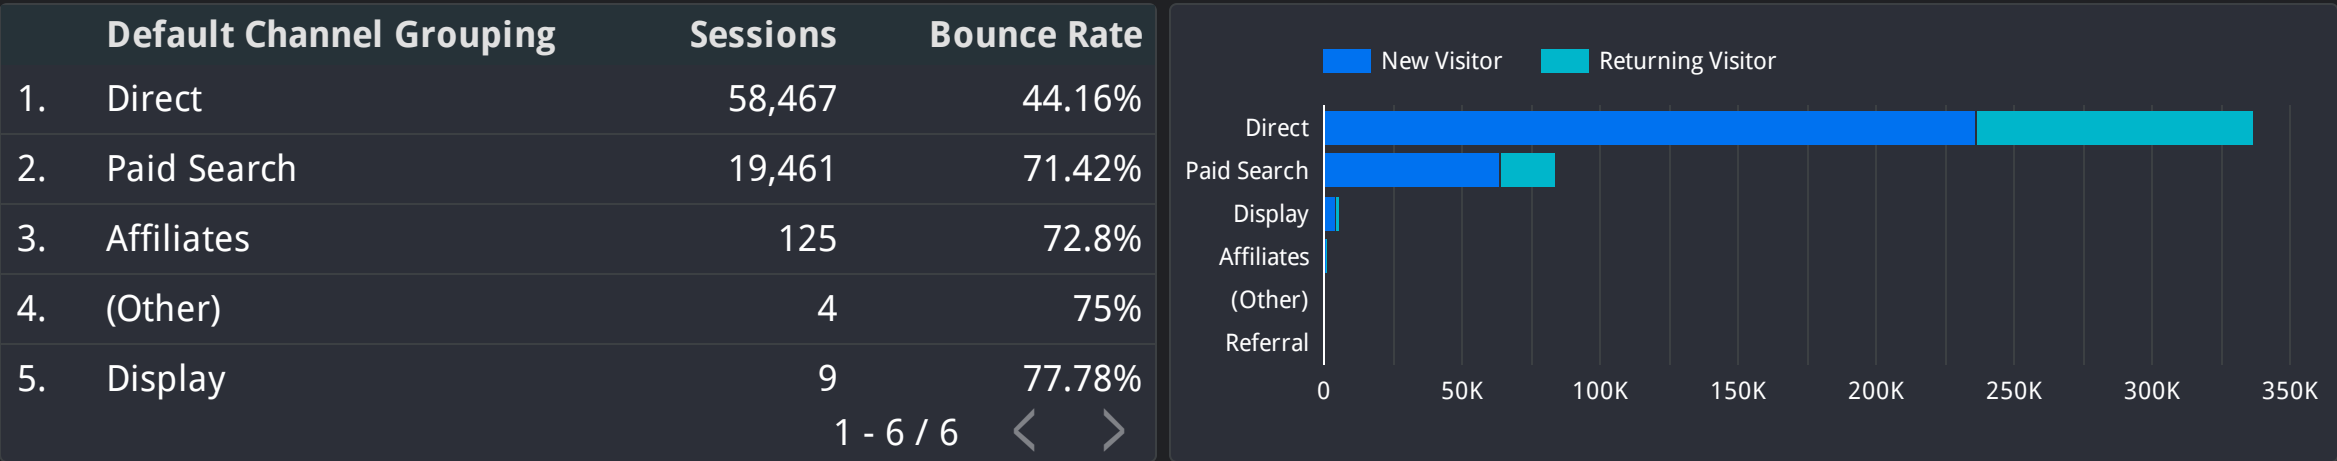 Default Channel Grouping Sessions Bounce Rate
1. Direct 58,467 44.16%
2. Paid Search 19,461 71.42%
3. Affiliates 125 72.8%
4. (Other) 4 75%
5. Display 9 77.78%
1 - 6 / 6
New Visitor Returning Visitor
Direct
Paid Search
Display
Affiliates
(Other)
Referral
0 50K 100K 150K 200K 250K 300K 350K